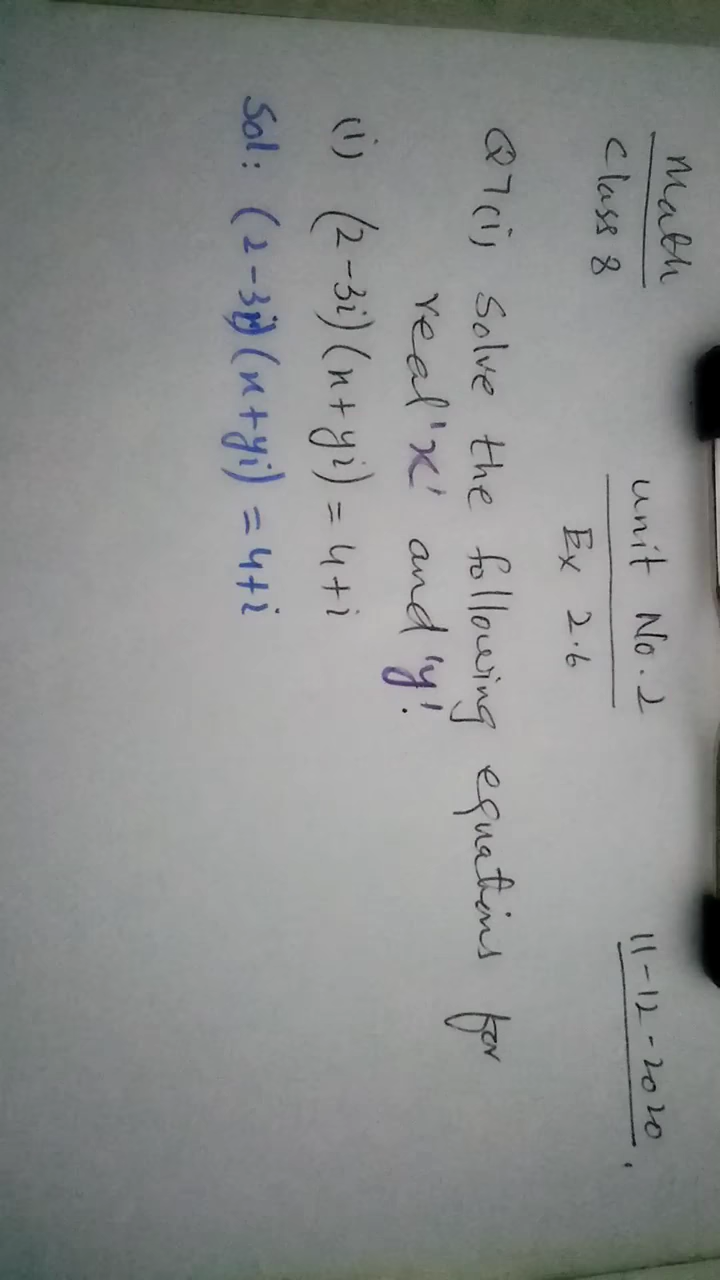 Math
Class 8
unit No. 2
Ex 2.6
11-12-2020.
Q7(i) Solve the following equations for
real 'x' and 'y'.
(i) (2-3i)(x+yi)=4+i
Sol: (2-3i)(x+yi)=4+i